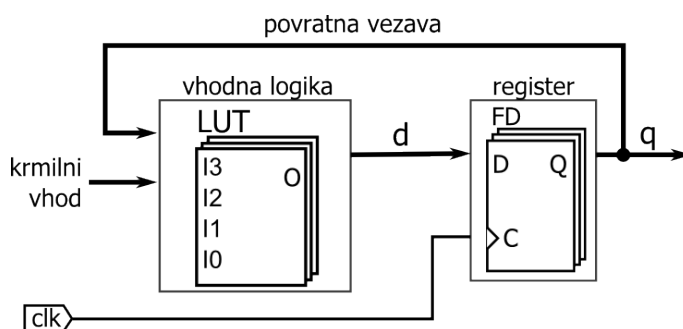 povratna vezava
vhodna logika
register
LUT
d
FD
q
krmilni
vhod
I3
O
I2
I1
I0
D
Q
C
clk